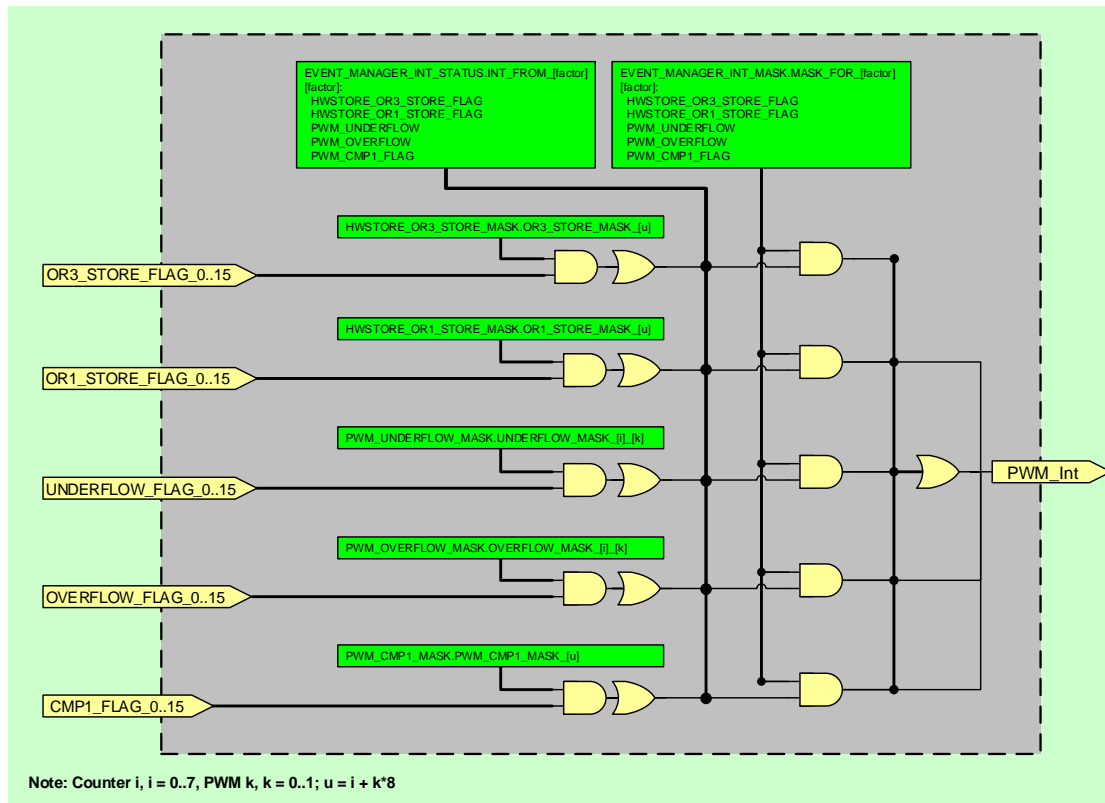 EVENT_MANAGER_INT_STATUS.INT_FROM_[factor]
[factor]:
HWSTORE_OR3_STORE_FLAG
HWSTORE_OR1_STORE_FLAG
PWM_UNDERFLOW
PWM_OVERFLOW
PWM_CMP1_FLAG
EVENT_MANAGER_INT_MASK.MASK_FOR_[factor]
[factor]:
HWSTORE_OR3_STORE_FLAG
HWSTORE_OR1_STORE_FLAG
PWM_UNDERFLOW
PWM_OVERFLOW
PWM_CMP1_FLAG
HWSTORE_OR3_STORE_MASK.OR3_STORE_MASK_[u]
OR3_STORE_FLAG_0..15
HWSTORE_OR1_STORE_MASK.OR1_STORE_MASK_[u]
OR1_STORE_FLAG_0..15
PWM_UNDERFLOW_MASK.UNDERFLOW_MASK_[i]_[k]
UNDERFLOW_FLAG_0..15
PWM_Int
PWM_OVERFLOW_MASK.OVERFLOW_MASK_[i]_[k]
OVERFLOW_FLAG_0..15
PWM_CMP1_MASK.PWM_CMP1_MASK_[u]
CMP1_FLAG_0..15
Note: Counter i, i = 0..7, PWM k, k = 0..1; u = i + k*8